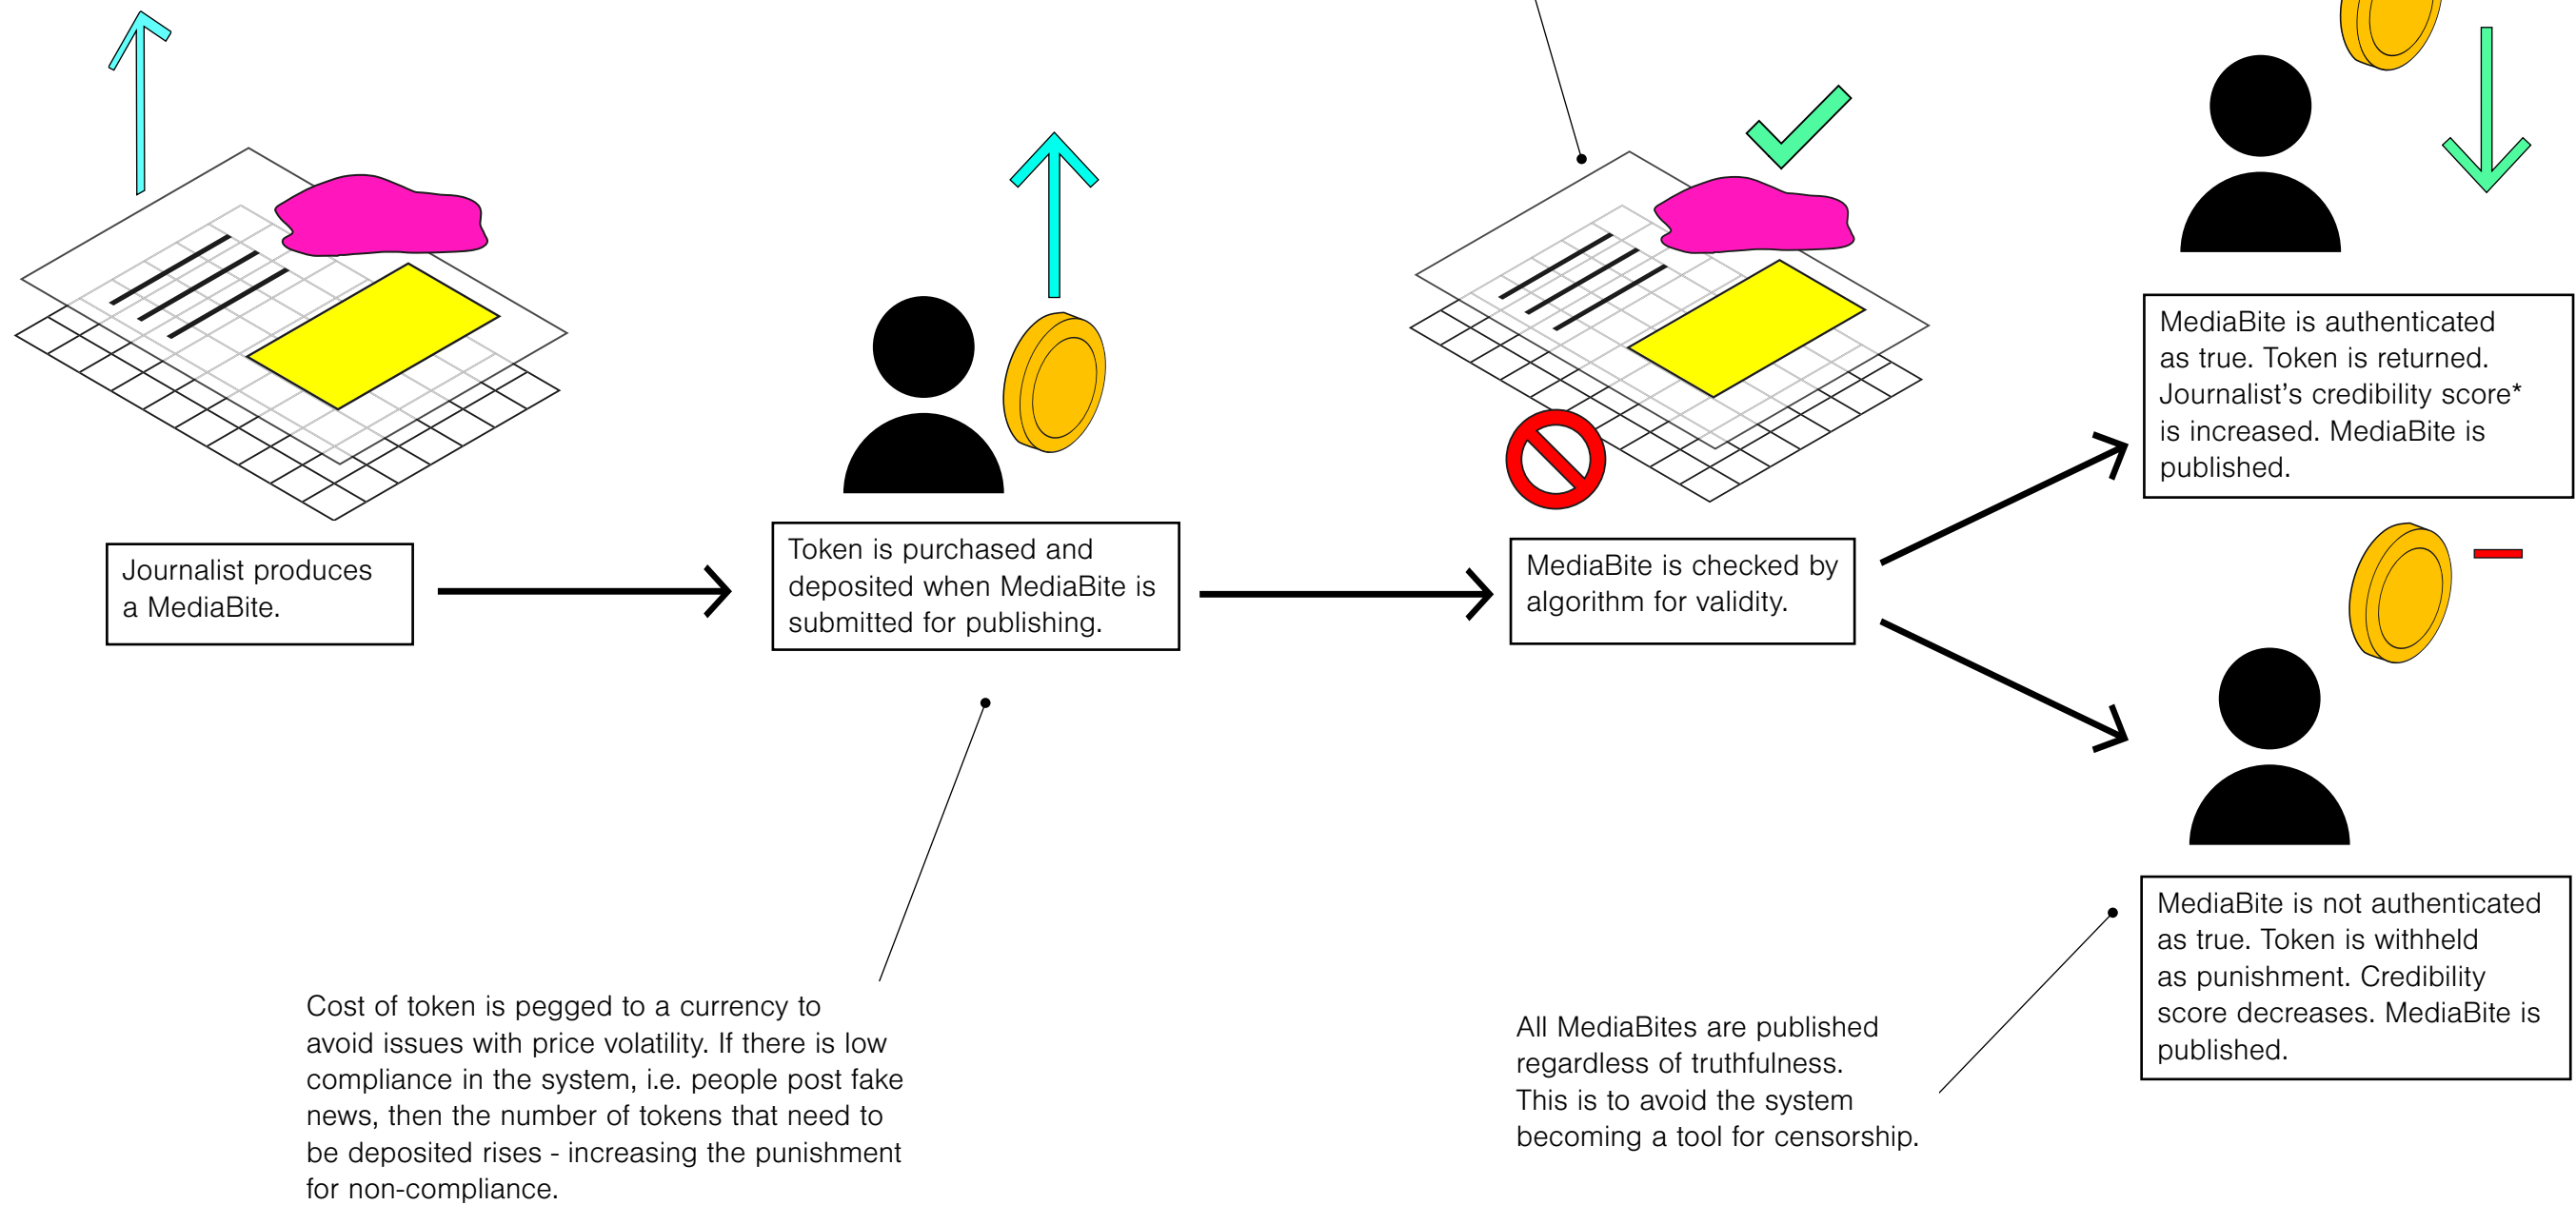 Journalist produces
a MediaBite.
Token is purchased and
deposited when MediaBite is
submitted for publishing.
MediaBite is checked by
algorithm for validity.
MediaBite is authenticated
as true. Token is returned.
Journalist’s credibility score*
is increased. MediaBite is
published.
MediaBite is not authenticated
as true. Token is withheld
as punishment. Credibility
score decreases. MediaBite is
published.
Cost of token is pegged to a currency to
avoid issues with price volatility. If there is low
compliance in the system, i.e. people post fake
news, then the number of tokens that need to
be deposited rises - increasing the punishment
for non-compliance.
All MediaBites are published
regardless of truthfulness.
This is to avoid the system
becoming a tool for censorship.